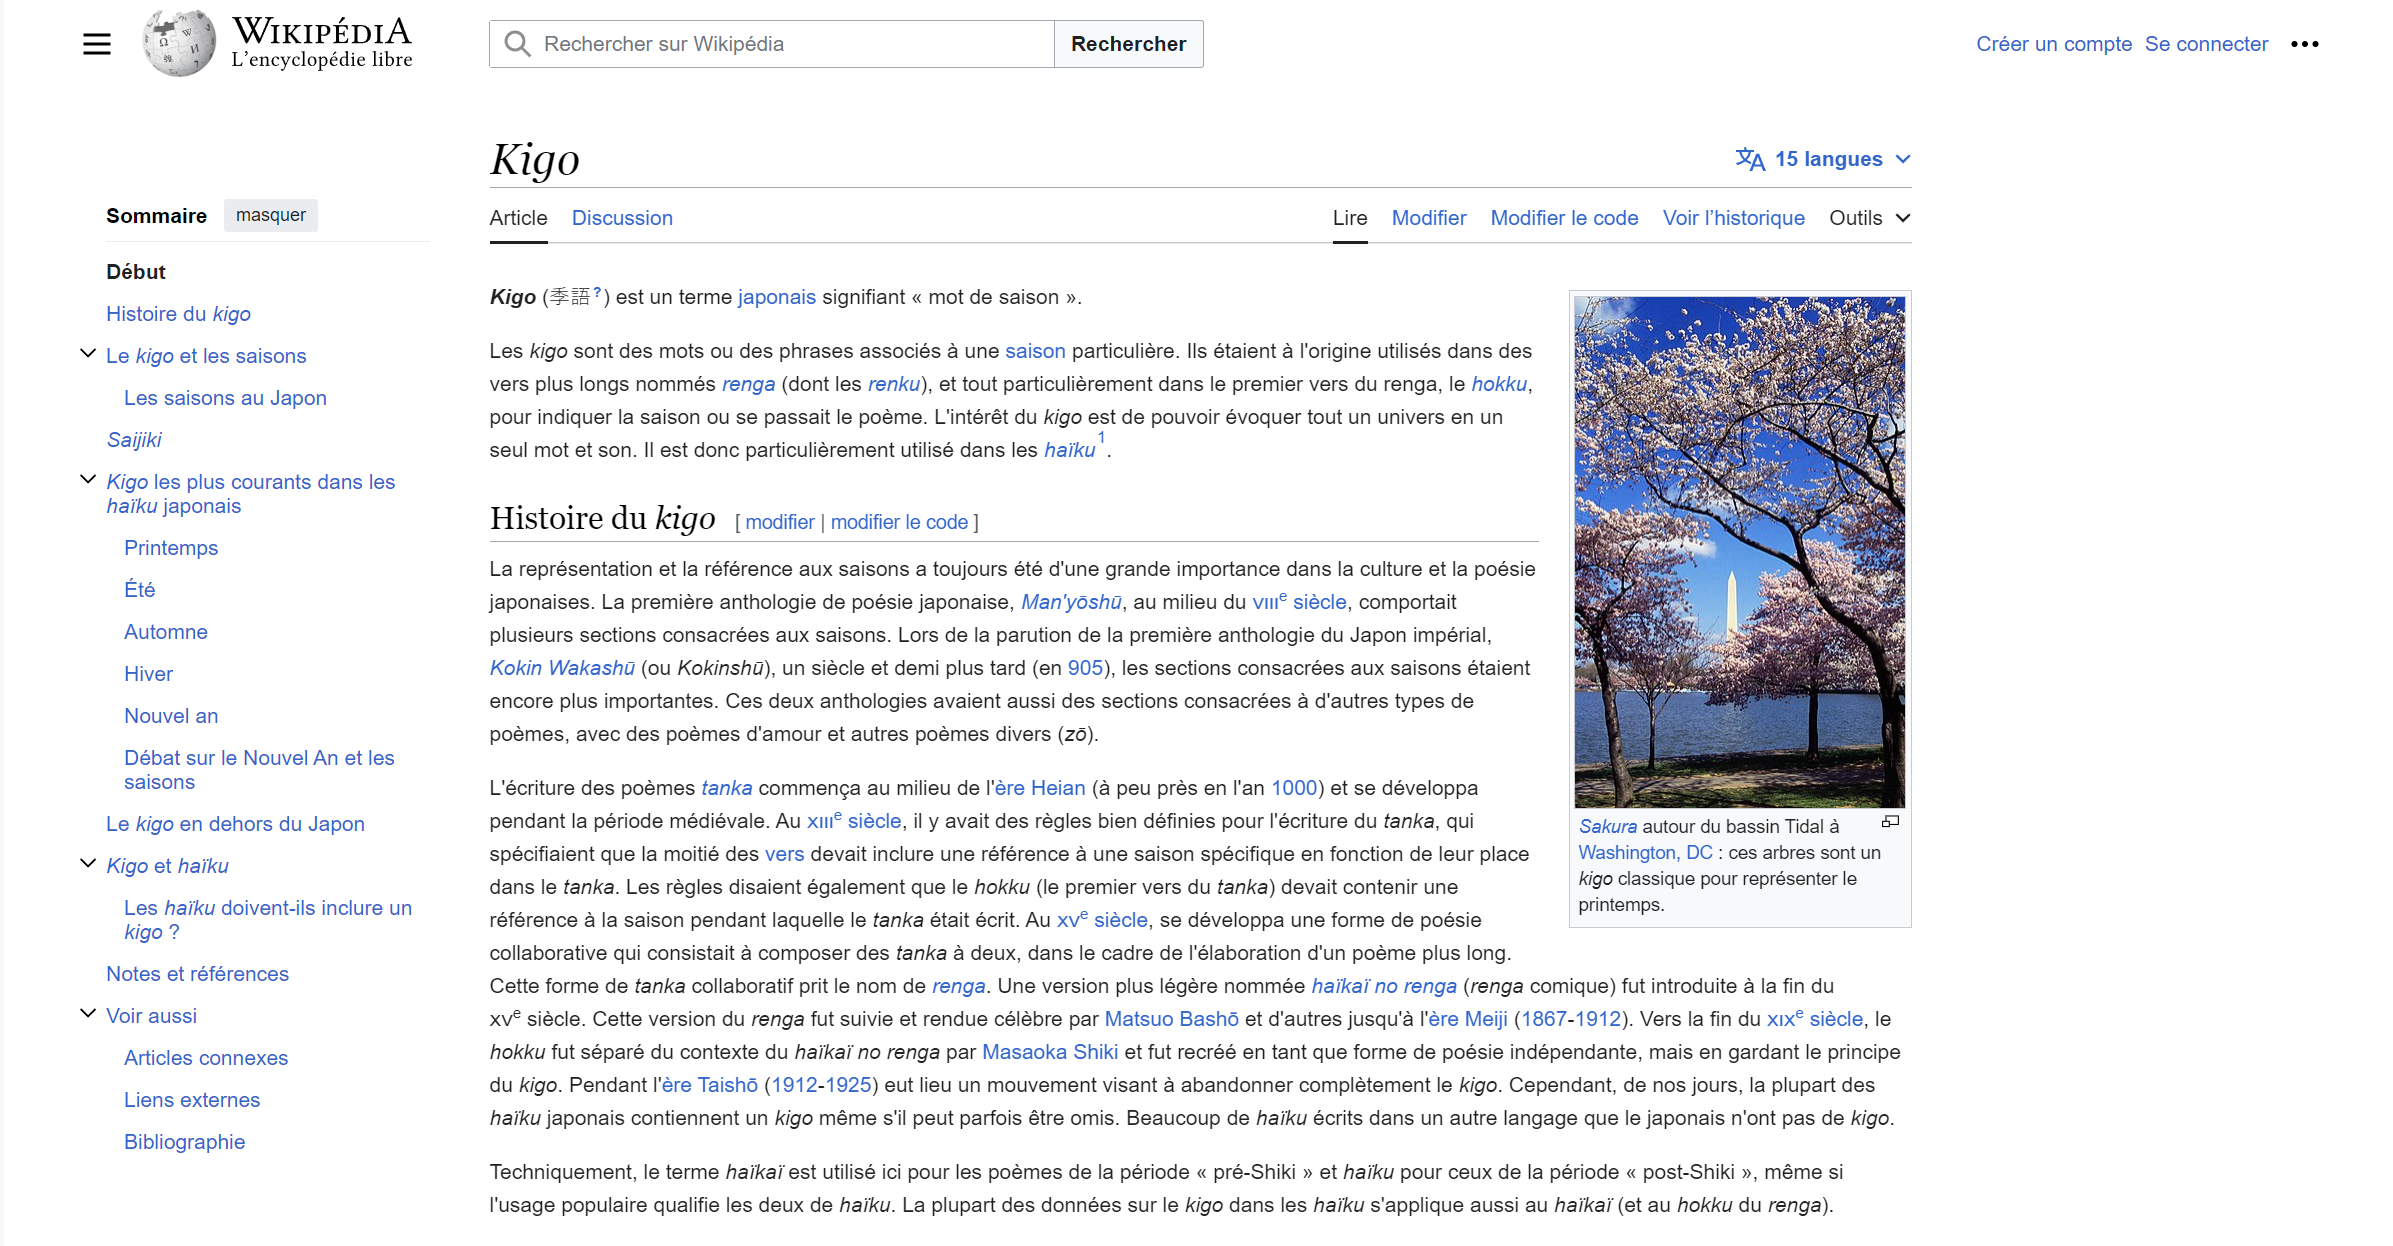 WIKIPÉDIA
L'encyclopédie libre
Rechercher sur Wikipédia
Rechercher
Créer un compte Se connecter
Kigo
15 langues
Sommaire masquer
Article Discussion
Lire Modifier Modifier le code Voir l’historique Outils
Début
Histoire du kigo
Le kigo et les saisons
Les saisons au Japon
Saijiki
Kigo les plus courants dans les
haïku japonais
Printemps
Été
Automne
Hiver
Nouvel an
Débat sur le Nouvel An et les
saisons
Le kigo en dehors du Japon
Kigo et haïku
Les haïku doivent-ils inclure un
kigo ?
Notes et références
Voir aussi
Articles connexes
Liens externes
Bibliographie
Kigo (季語?) est un terme japonais signifiant « mot de saison ».
Les kigo sont des mots ou des phrases associés à une saison particulière. Ils étaient à l'origine utilisés dans des
vers plus longs nommés renga (dont les renku), et tout particulièrement dans le premier vers du renga, le hokku,
pour indiquer la saison ou se passait le poème. L'intérêt du kigo est de pouvoir évoquer tout un univers en un
seul mot et son. Il est donc particulièrement utilisé dans les haïku1.
Histoire du kigo [ modifier | modifier le code ]
La représentation et la référence aux saisons a toujours été d'une grande importance dans la culture et la poésie
japonaises. La première anthologie de poésie japonaise, Man'yōshū, au milieu du VIIIe siècle, comportait
plusieurs sections consacrées aux saisons. Lors de la parution de la première anthologie du Japon impérial,
Kokin Wakashū (ou Kokinshū), un siècle et demi plus tard (en 905), les sections consacrées aux saisons étaient
encore plus importantes. Ces deux anthologies avaient aussi des sections consacrées à d'autres types de
poèmes, avec des poèmes d'amour et autres poèmes divers (zō).
L'écriture des poèmes tanka commença au milieu de l'ère Heian (à peu près en l'an 1000) et se développa
pendant la période médiévale. Au XIIIe siècle, il y avait des règles bien définies pour l'écriture du tanka, qui
spécifiaient que la moitié des vers devait inclure une référence à une saison spécifique en fonction de leur place
dans le tanka. Les règles disaient également que le hokku (le premier vers du tanka) devait contenir une
référence à la saison pendant laquelle le tanka était écrit. Au XVe siècle, se développa une forme de poésie
collaborative qui consistait à composer des tanka à deux, dans le cadre de l'élaboration d'un poème plus long.
Cette forme de tanka collaboratif prit le nom de renga. Une version plus légère nommée haïkaï no renga (renga comique) fut introduite à la fin du
XVe siècle. Cette version du renga fut suivie et rendue célèbre par Matsuo Bashō et d'autres jusqu'à l'ère Meiji (1867-1912). Vers la fin du XIXe siècle, le
hokku fut séparé du contexte du haïkaï no renga par Masaoka Shiki et fut recréé en tant que forme de poésie indépendante, mais en gardant le principe
du kigo. Pendant l'ère Taishō (1912-1925) eut lieu un mouvement visant à abandonner complètement le kigo. Cependant, de nos jours, la plupart des
haïku japonais contiennent un kigo même s'il peut parfois être omis. Beaucoup de haïku écrits dans un autre langage que le japonais n'ont pas de kigo.
Techniquement, le terme haïkaï est utilisé ici pour les poèmes de la période « pré-Shiki » et haïku pour ceux de la période « post-Shiki », même si
l'usage populaire qualifie les deux de haïku. La plupart des données sur le kigo dans les haïku s'applique aussi au haïkaï (et au hokku du renga).
Sakura autour du bassin Tidal à
Washington, DC : ces arbres sont un
kigo classique pour représenter le
printemps.